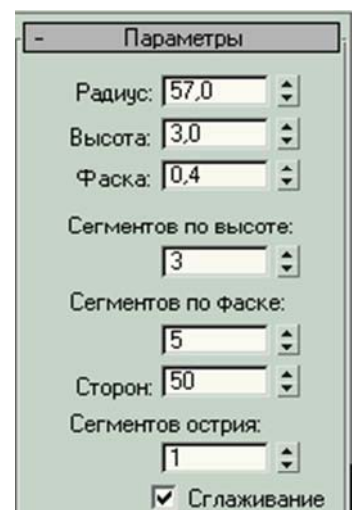 - Параметры
Радиус: 57,0
Высота: 3,0
Фаска: 0,4
Сегментов по высоте:
3
Сегментов по фаске:
5
Сторон: 50
Сегментов острия:
1
Сглаживание